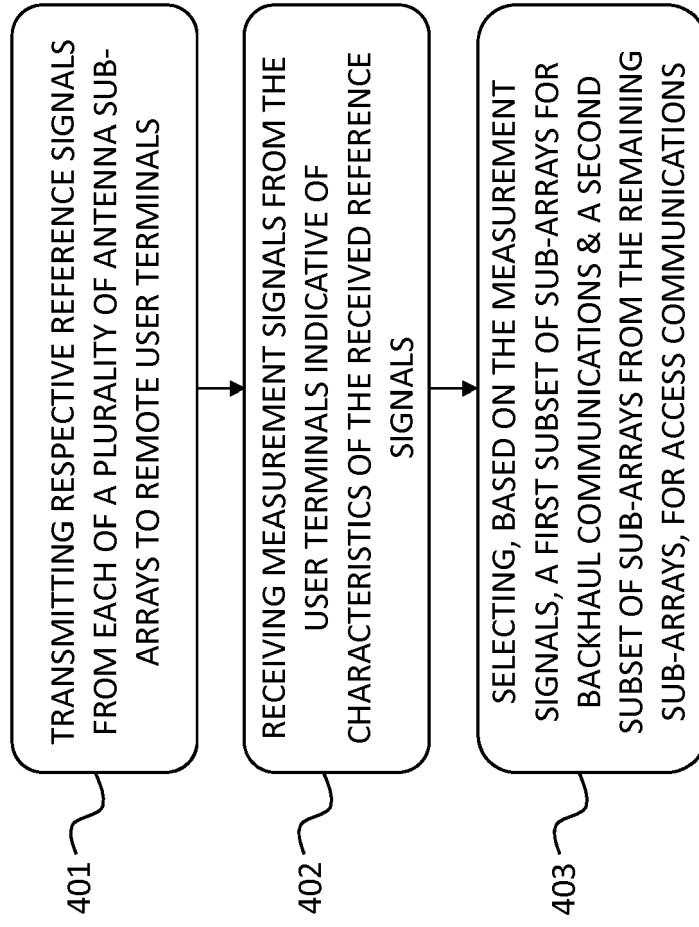 401
TRANSMITTING RESPECTIVE REFERENCE SIGNALS
FROM EACH OF A PLURALITY OF ANTENNA SUB-
ARRAYS TO REMOTE USER TERMINALS
402
RECEIVING MEASUREMENT SIGNALS FROM THE
USER TERMINALS INDICATIVE OF
CHARACTERISTICS OF THE RECEIVED REFERENCE
SIGNALS
403
SELECTING, BASED ON THE MEASUREMENT
SIGNALS, A FIRST SUBSET OF SUB-ARRAYS FOR
BACKHAUL COMMUNICATIONS & A SECOND
SUBSET OF SUB-ARRAYS FROM THE REMAINING
SUB-ARRAYS, FOR ACCESS COMMUNICATIONS